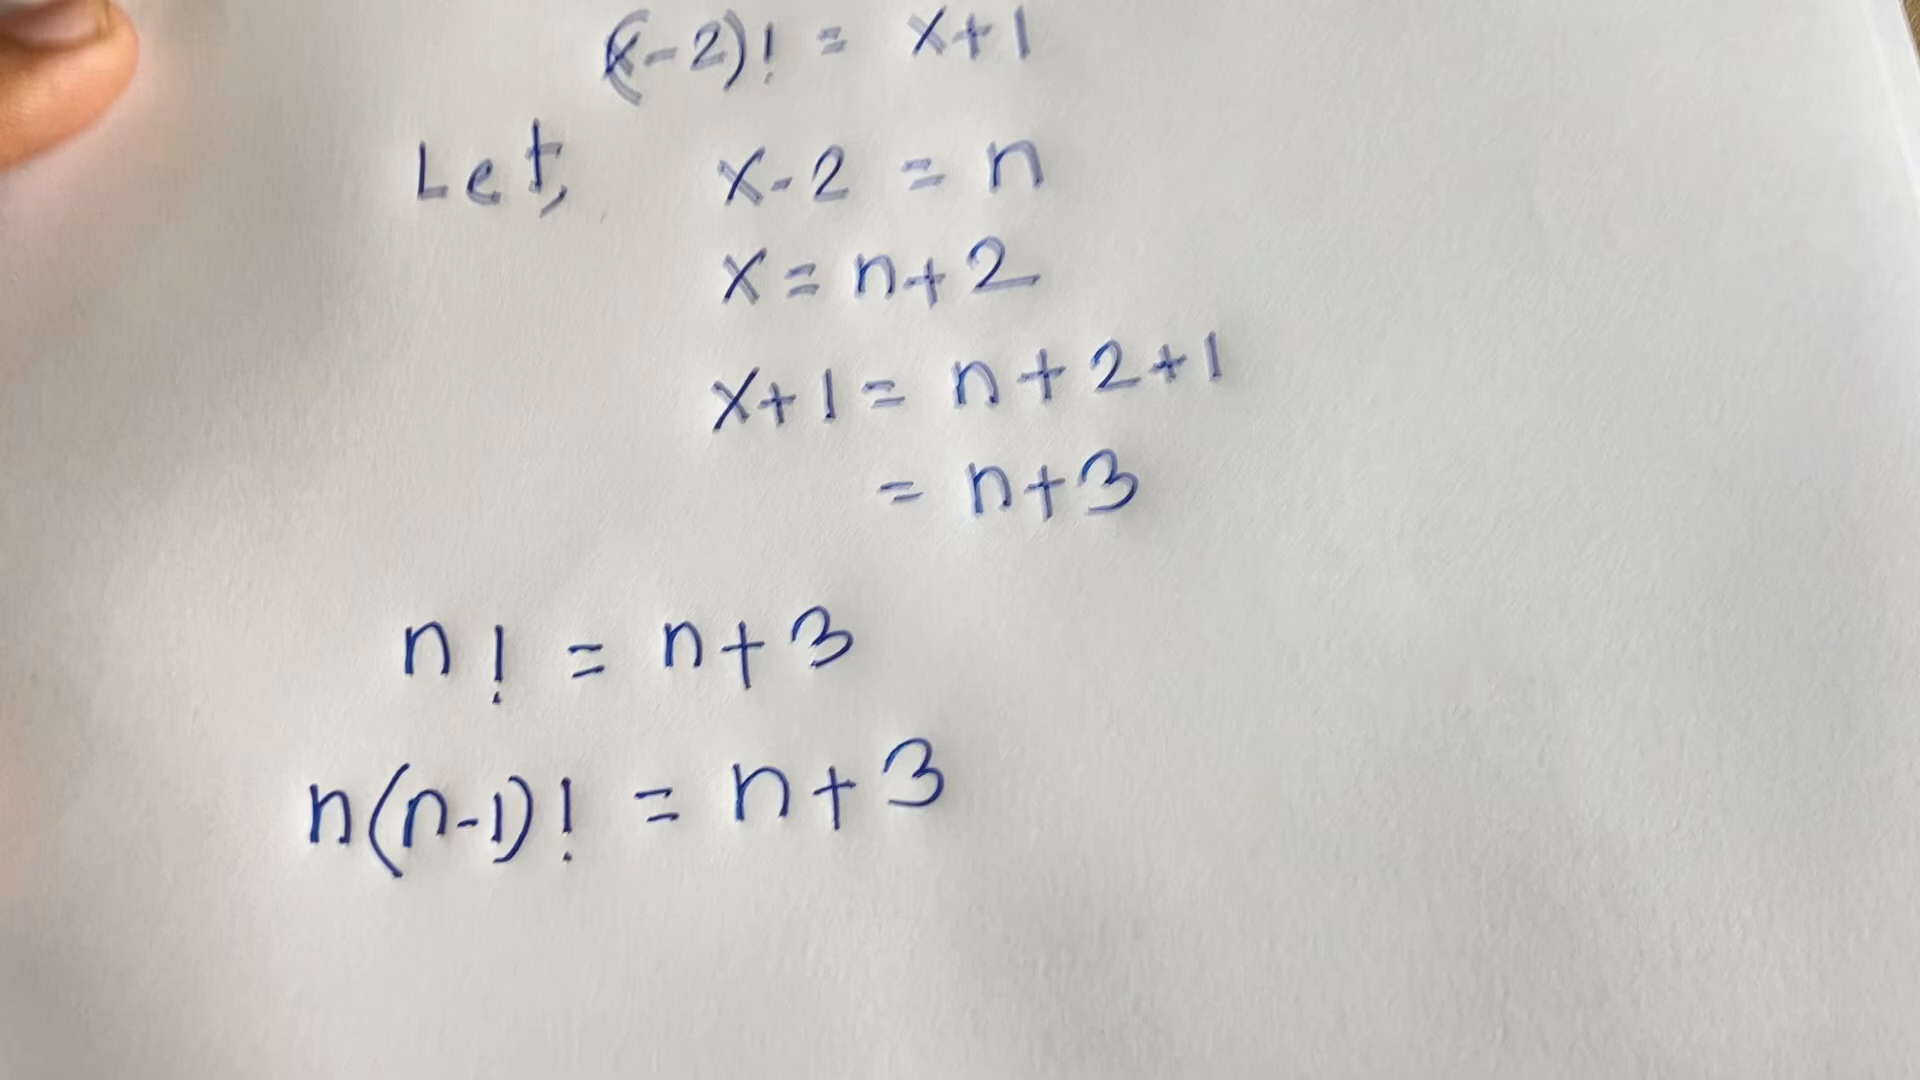 (x-2)! = x+1
Let, x-2 = n
x = n+2
x+1 = n+2+1
= n+3
n! = n+3
n(n-1)! = n+3